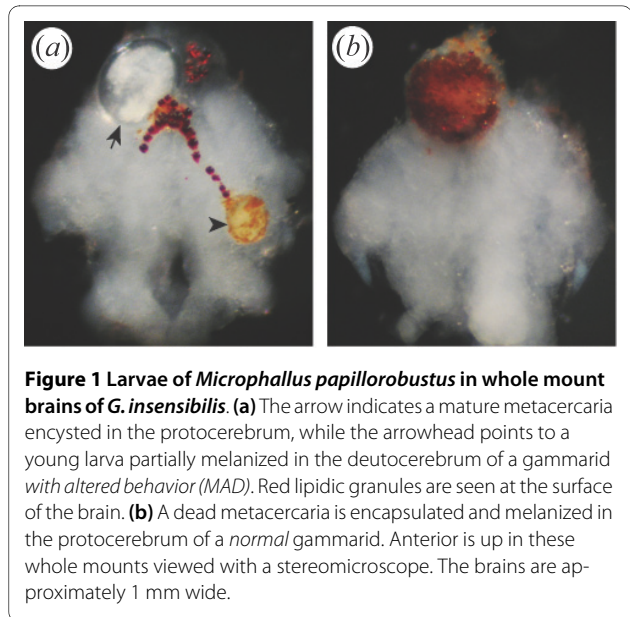 (a)
(b)
Figure 1 Larvae of Microphallus papillorobustus in whole mount
brains of G. insensibilis. (a) The arrow indicates a mature metacercaria
encysted in the protocerebrum, while the arrowhead points to a
young larva partially melanized in the deutocerebrum of a gammarid
with altered behavior (MAD). Red lipidic granules are seen at the surface
of the brain. (b) A dead metacercaria is encapsulated and melanized in
the protocerebrum of a normal gammarid. Anterior is up in these
whole mounts viewed with a stereomicroscope. The brains are ap-
proximately 1 mm wide.